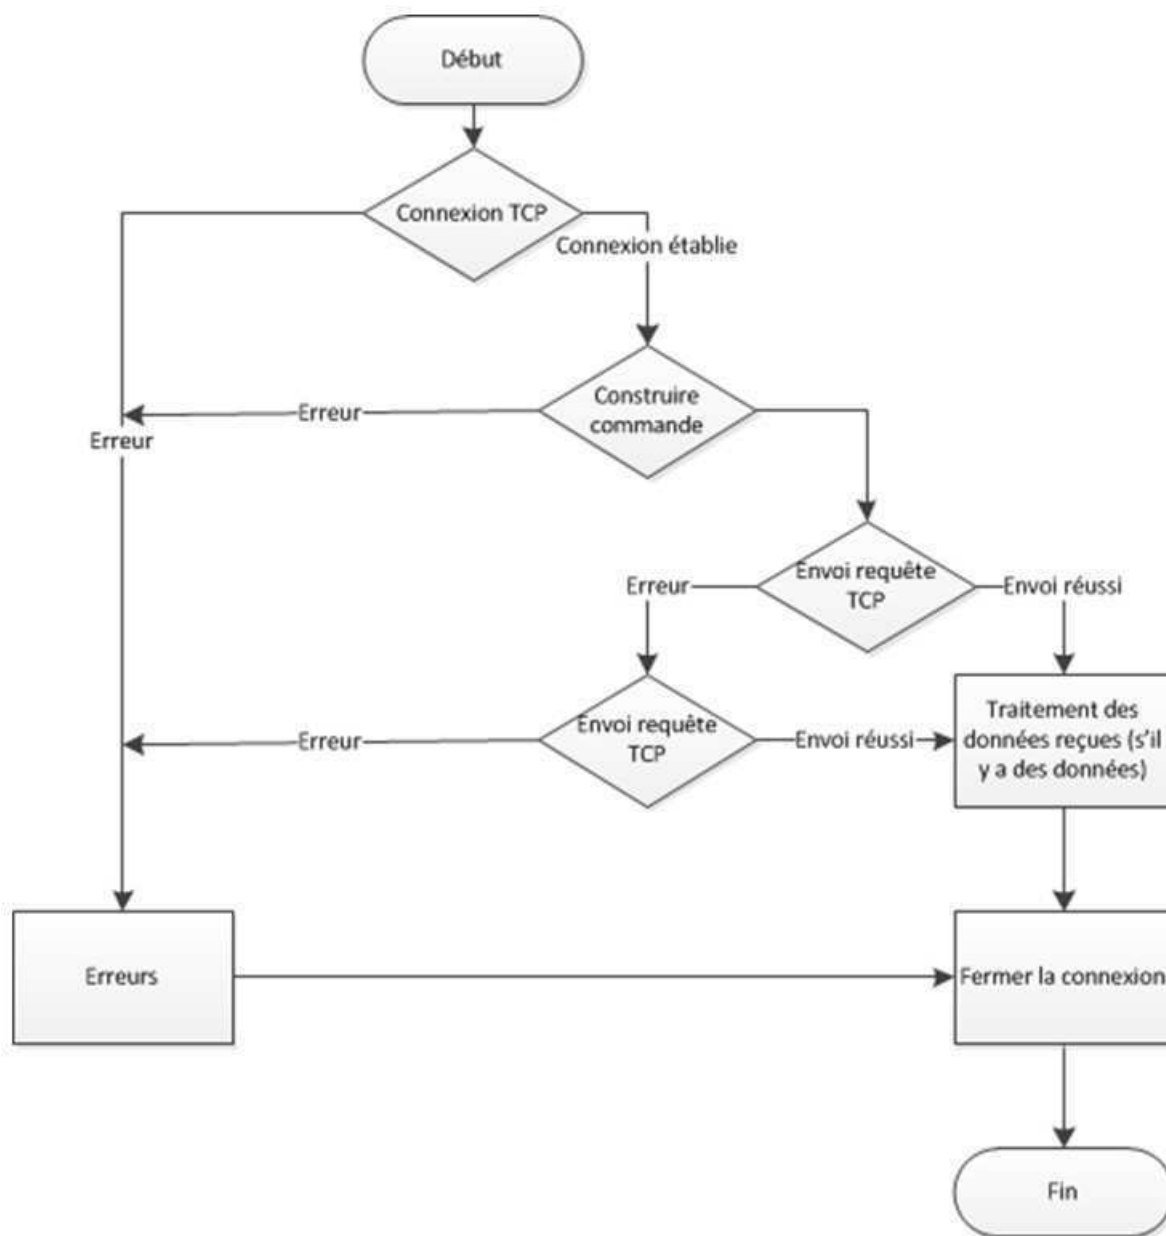 Début
Connexion TCP
Connexion établie
Construire
commande
Erreur
Erreur
Envoi requête
TCP
Erreur
Envoi réussi
Envoi requête
TCP
Erreur
Envoi réussi
Traitement des
données reçues (s'il
y a des données)
Erreurs
Fermer la connexion
Fin